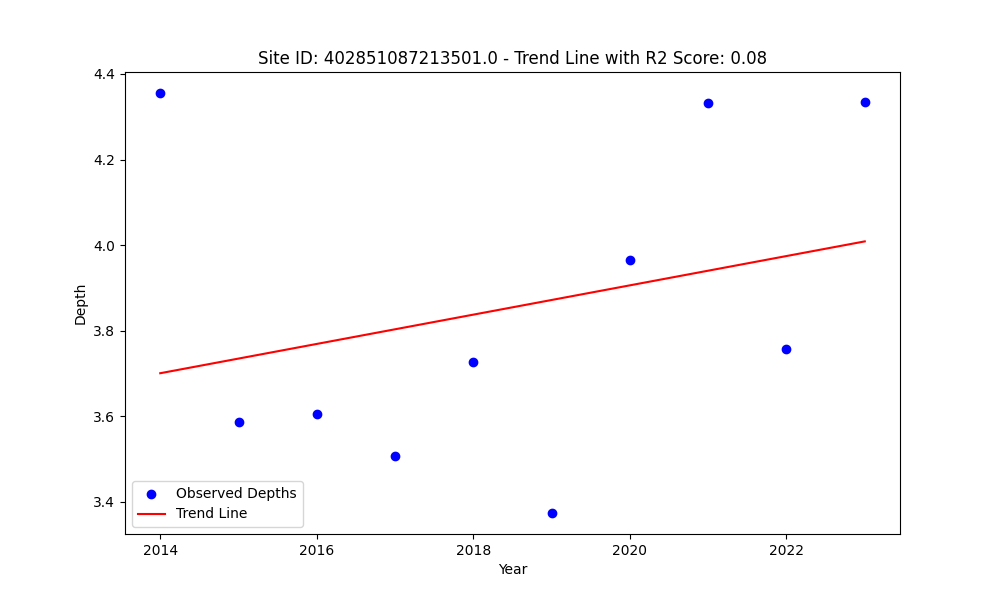 Site ID: 402851087213501.0 - Trend Line with R2 Score: 0.08
4.4
4.2
4.0
3.8
3.6
3.4
Depth
Observed Depths
Trend Line
2014
2016
2018
2020
2022
Year